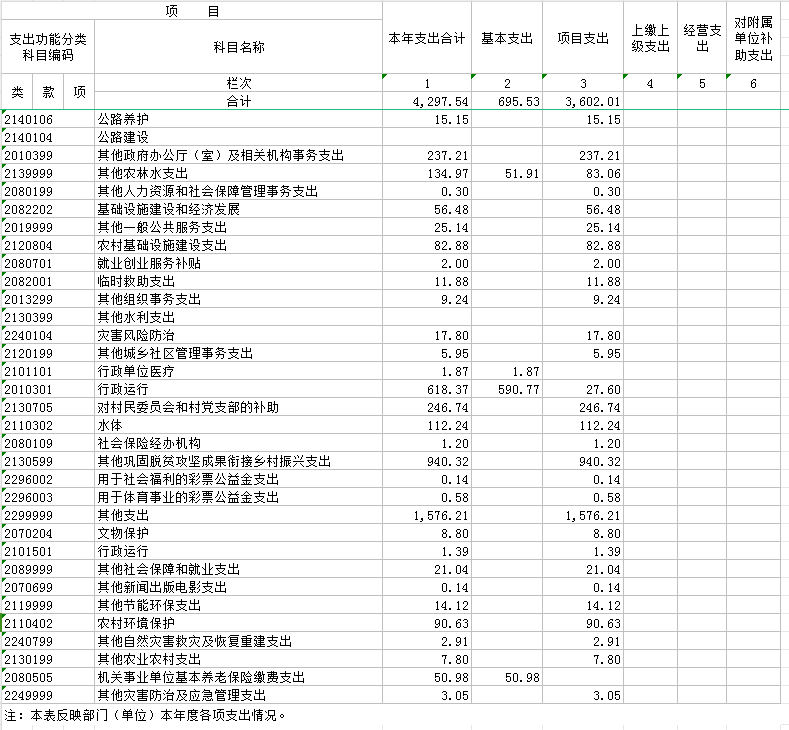 项 目
支出功能分类科目编码 科目名称 本年支出合计 基本支出 项目支出 上缴上级支出 经营支出 对附属单位补助支出
类 款 项 栏次 1 2 3 4 5 6
合计 4,297.54 695.53 3,602.01
2140106 公路养护 15.15 15.15
2140104 公路建设
2010399 其他政府办公厅（室）及相关机构事务支出 237.21 237.21
2139999 其他农林水支出 134.97 51.91 83.06
2080199 其他人力资源和社会保障管理事务支出 0.30 0.30
2082202 基础设施建设和经济发展 56.48 56.48
2019999 其他一般公共服务支出 25.14 25.14
2120804 农村基础设施建设支出 82.88 82.88
2080701 就业创业服务补贴 2.00 2.00
2082001 临时救助支出 11.88 11.88
2013299 其他组织事务支出 9.24 9.24
2130399 其他水利支出
2240104 灾害风险防治 17.80 17.80
2120199 其他城乡社区管理事务支出 5.95 5.95
2101101 行政单位医疗 1.87 1.87
2010301 行政运行 618.37 590.77 27.60
2130705 对村民委员会和村党支部的补助 246.74 246.74
2110302 水体 112.24 112.24
2080109 社会保险经办机构 1.20 1.20
2130599 其他巩固脱贫攻坚成果衔接乡村振兴支出 940.32 940.32
2296002 用于社会福利的彩票公益金支出 0.14 0.14
2296003 用于体育事业的彩票公益金支出 0.58 0.58
2299999 其他支出 1,576.21 1,576.21
2070204 文物保护 8.80 8.80
2101501 行政运行 1.39 1.39
2089999 其他社会保障和就业支出 21.04 21.04
2070699 其他新闻出版电影支出 0.14 0.14
2119999 其他节能环保支出 14.12 14.12
2110402 农村环境保护 90.63 90.63
2240799 其他自然灾害救灾及恢复重建支出 2.91 2.91
2130199 其他农业农村支出 7.80 7.80
2080505 机关事业单位基本养老保险缴费支出 50.98 50.98
2249999 其他灾害防治及应急管理支出 3.05 3.05
注：本表反映部门（单位）本年度各项支出情况。